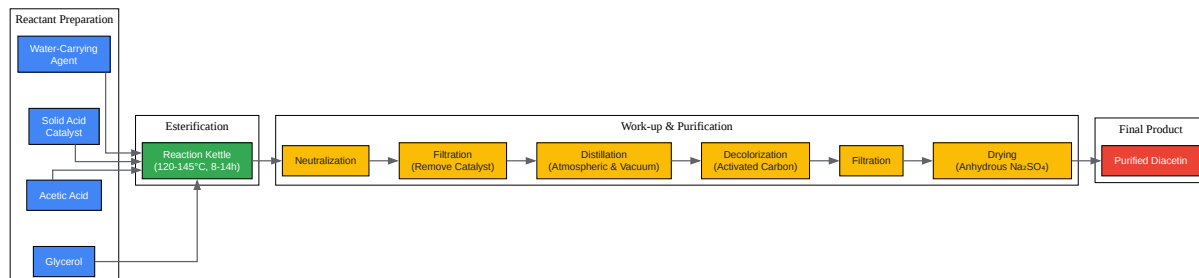 Reactant Preparation
Water-Carrying
Agent
Solid Acid
Catalyst
Acetic Acid
Glycerol
Esterification
Reaction Kettle
(120-145°C, 8-14h)
Work-up & Purification
Neutralization
Filtration
(Remove Catalyst)
Distillation
(Atmospheric & Vacuum)
Decolorization
(Activated Carbon)
Filtration
Drying
(Anhydrous Na₂SO₄)
Final Product
Purified Diacetin